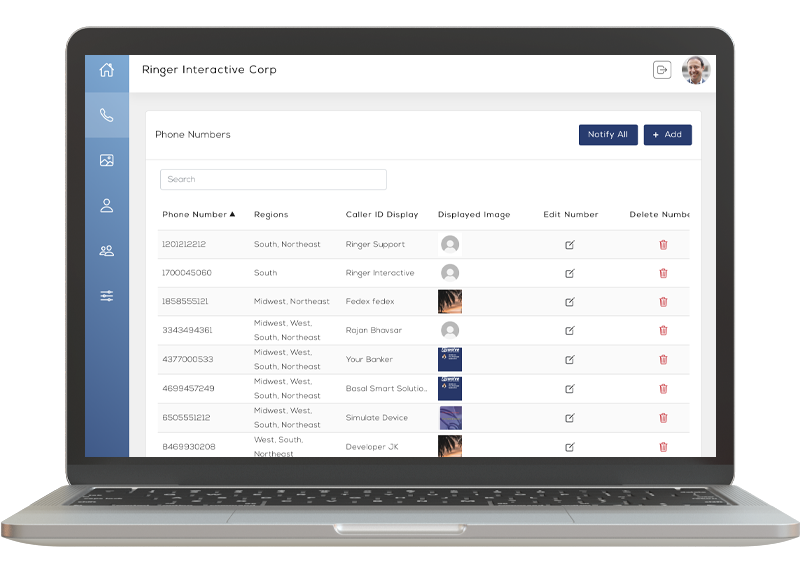 Ringer Interactive Corp
Phone Numbers
Notify All
+ Add
Search
Phone Number ▲ Regions Caller ID Display Displayed Image Edit Number Delete Numbe
1201212212 South, Northeast Ringer Support
1700045060 South Ringer Interactive
1858555121 Midwest, Northeast Fedex fedex
3343494361 Midwest, West,
South, Northeast Rajan Bhavsar
4377000533 Midwest, West,
South, Northeast Your Banker
4699457249 Midwest, West,
South, Northeast Basal Smart Solutio..
6505551212 Midwest, West,
South, Northeast Simulate Device
8469930208 West, South,
Northeast Developer JK